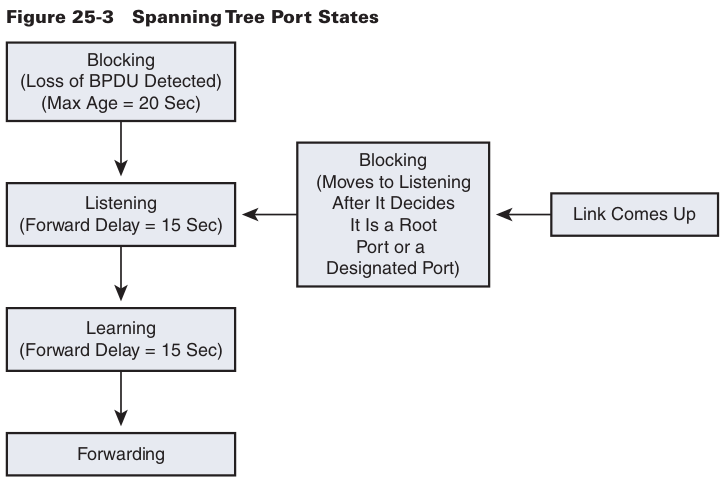 Figure 25-3 Spanning Tree Port States
Blocking
(Loss of BPDU Detected)
(Max Age = 20 Sec)
Listening
(Forward Delay = 15 Sec)
Blocking
(Moves to Listening
After It Decides
It Is a Root
Port or a
Designated Port)
Link Comes Up
Learning
(Forward Delay = 15 Sec)
Forwarding